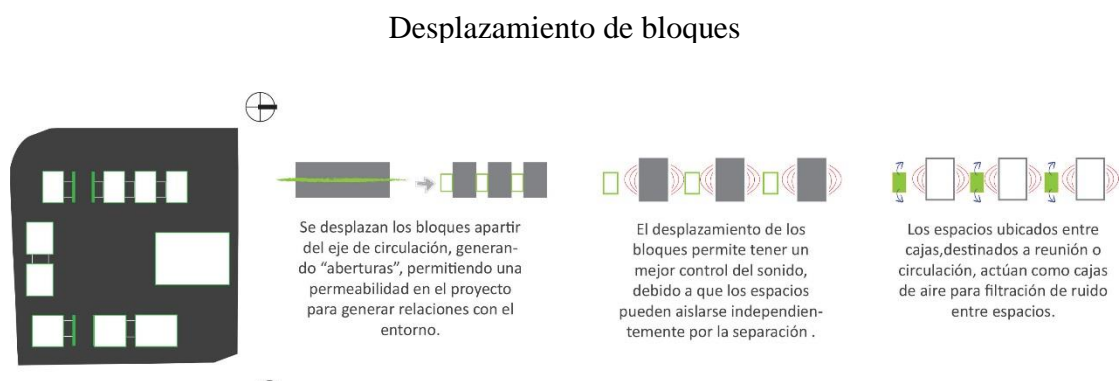 Desplazamiento de bloques
Se desplazan los bloques apartir
del eje de circulación, generan-
do “aberturas”, permitiendo una
permeabilidad en el proyecto
para generar relaciones con el
entorno.
El desplazamiento de los
bloques permite tener un
mejor control del sonido,
debido a que los espacios
pueden aislarse independien-
temente por la separación .
Los espacios ubicados entre
cajas,destinados a reunión o
circulación, actúan como cajas
de aire para filtración de ruido
entre espacios.